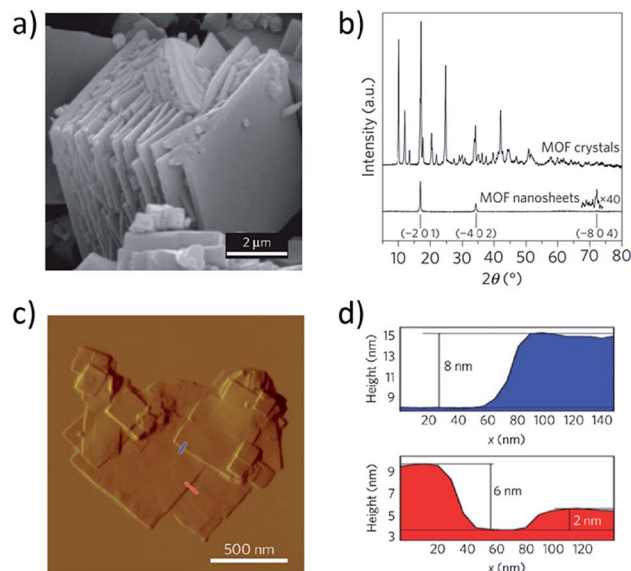 a)
2 μm
b)
Intensity (a.u.)
MOF crystals
MOF nanosheets
×40
(−2 0 1)
(−4 0 2)
(−8 0 4)
10 20 30 40 50 60 70 80
2θ (°)
c)
500 nm
d)
Height (nm)
15
13
11
9
8 nm
20 40 60 80 100 120 140
x (nm)
Height (nm)
9
7
5
3
6 nm
2 nm
20 40 60 80 100 120
x (nm)